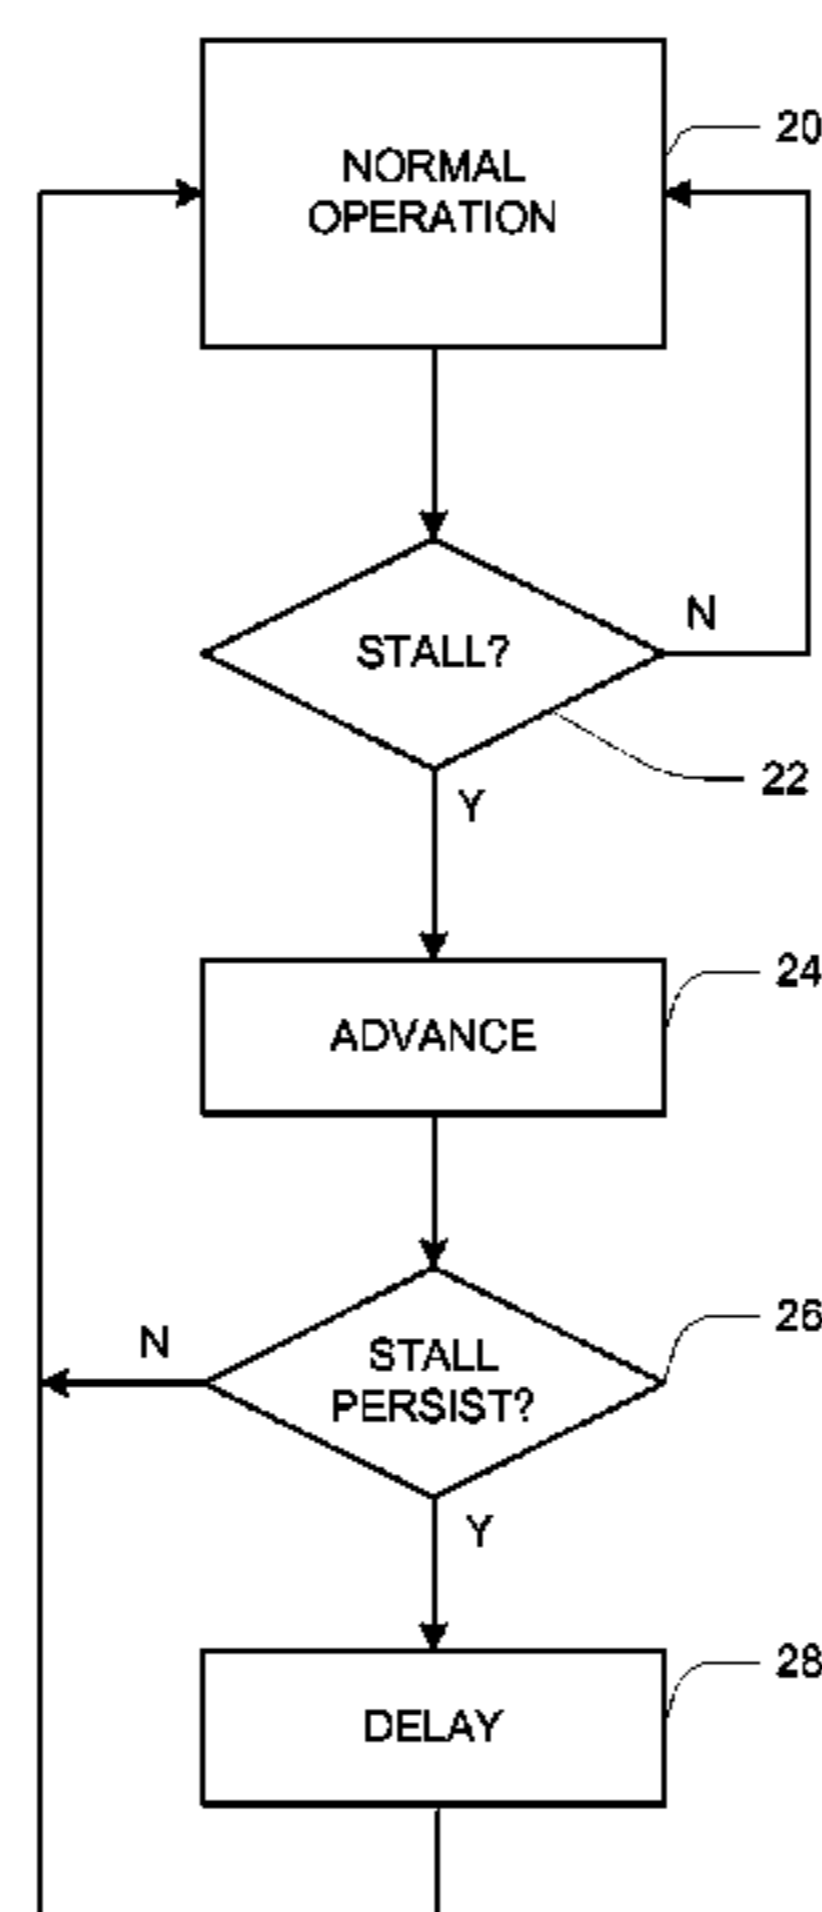 20
NORMAL
OPERATION
N
STALL?
22
Y
24
ADVANCE
26
N
STALL
PERSIST?
Y
28
DELAY